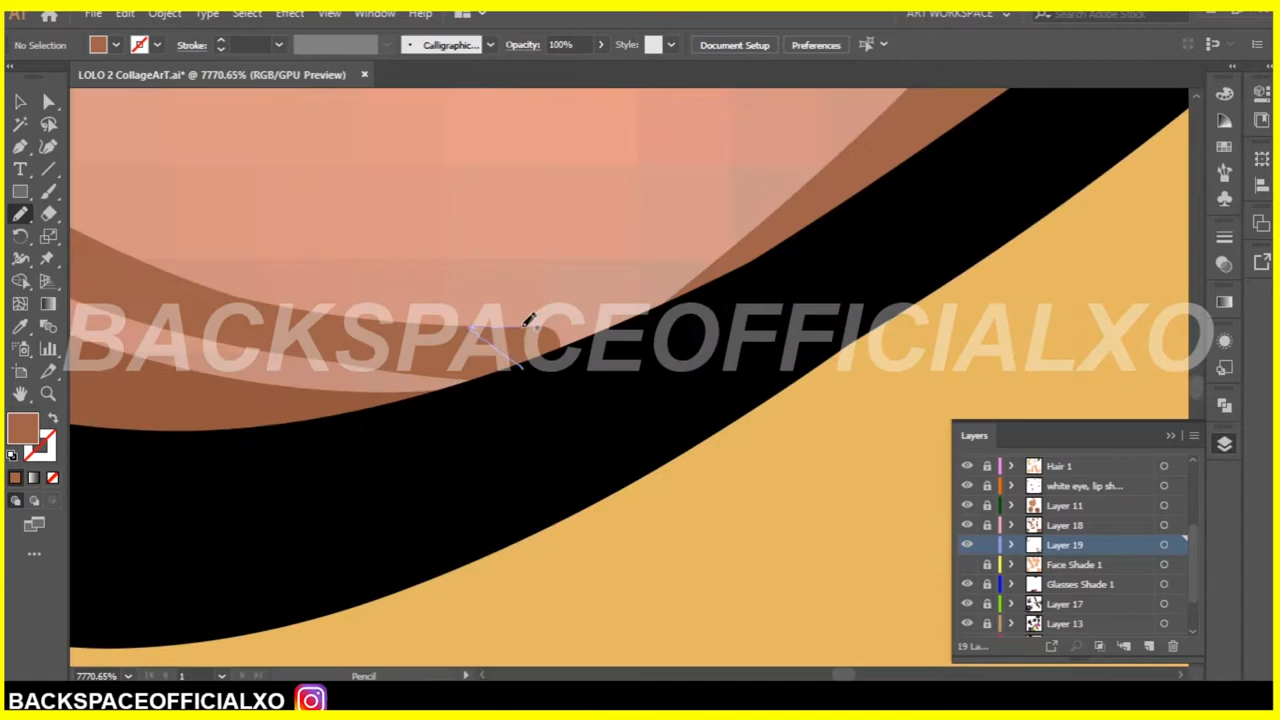 Ai File Edit Object Type Select Effect View Window Help ART WORKSPACE Search Adobe Stock
No Selection Stroke: Calligraphic... Opacity: 100% Style: Document Setup Preferences
LOLO 2 CollageArT.ai* @ 7770.65% (RGB/GPU Preview)
BACKSPACEOFFICIALXO
Layers
Hair 1
white eye, lip sh...
Layer 11
Layer 18
Layer 19
Face Shade 1
Glasses Shade 1
Layer 17
Layer 13
19 La...
7770.65% 1 Pencil
BACKSPACEOFFICIALXO